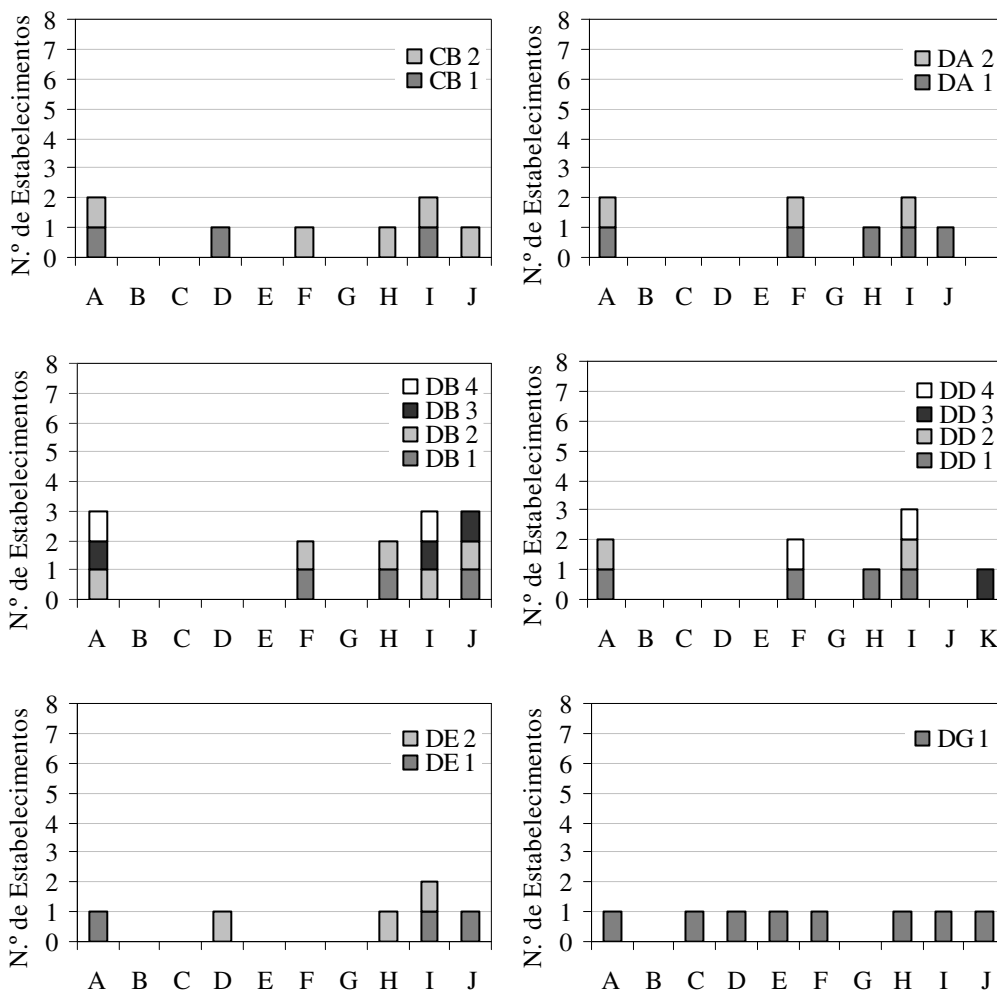 N.º de Estabelecimentos
8
7
6
5
4
3
2
1
0
CB 2
CB 1
A B C D E F G H I J
N.º de Estabelecimentos
8
7
6
5
4
3
2
1
0
DA 2
DA 1
A B C D E F G H I J
N.º de Estabelecimentos
8
7
6
5
4
3
2
1
0
DB 4
DB 3
DB 2
DB 1
A B C D E F G H I J
N.º de Estabelecimentos
8
7
6
5
4
3
2
1
0
DD 4
DD 3
DD 2
DD 1
A B C D E F G H I J K
N.º de Estabelecimentos
8
7
6
5
4
3
2
1
0
DE 2
DE 1
A B C D E F G H I J
N.º de Estabelecimentos
8
7
6
5
4
3
2
1
0
DG 1
A B C D E F G H I J